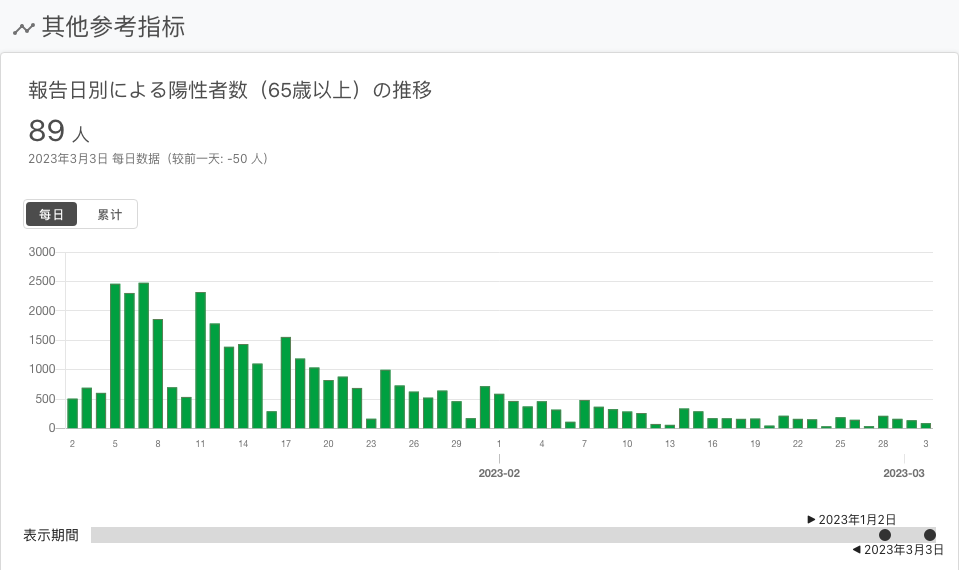 其他参考指标
報告日別による陽性者数（65歳以上）の推移
89 人
2023年3月3日 每日数据（较前一天: -50 人）
每日 累计
3000
2500
2000
1500
1000
500
0
2 5 8 11 14 17 20 23 26 29 1 4 7 10 13 16 19 22 25 28 3
2023-02 2023-03
2023年1月2日
表示期間
2023年3月3日